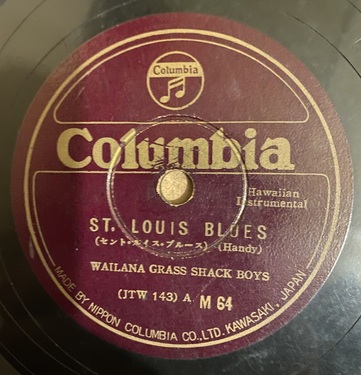 Columbia
Columbia
Hawaiian
Instrumental
ST. LOUIS BLUES
(セント・ルイス・ブルース) (Handy)
WAILANA GRASS SHACK BOYS
(JTW 143) A M 64
MADE BY NIPPON COLUMBIA CO., LTD. KAWASAKI, JAPAN